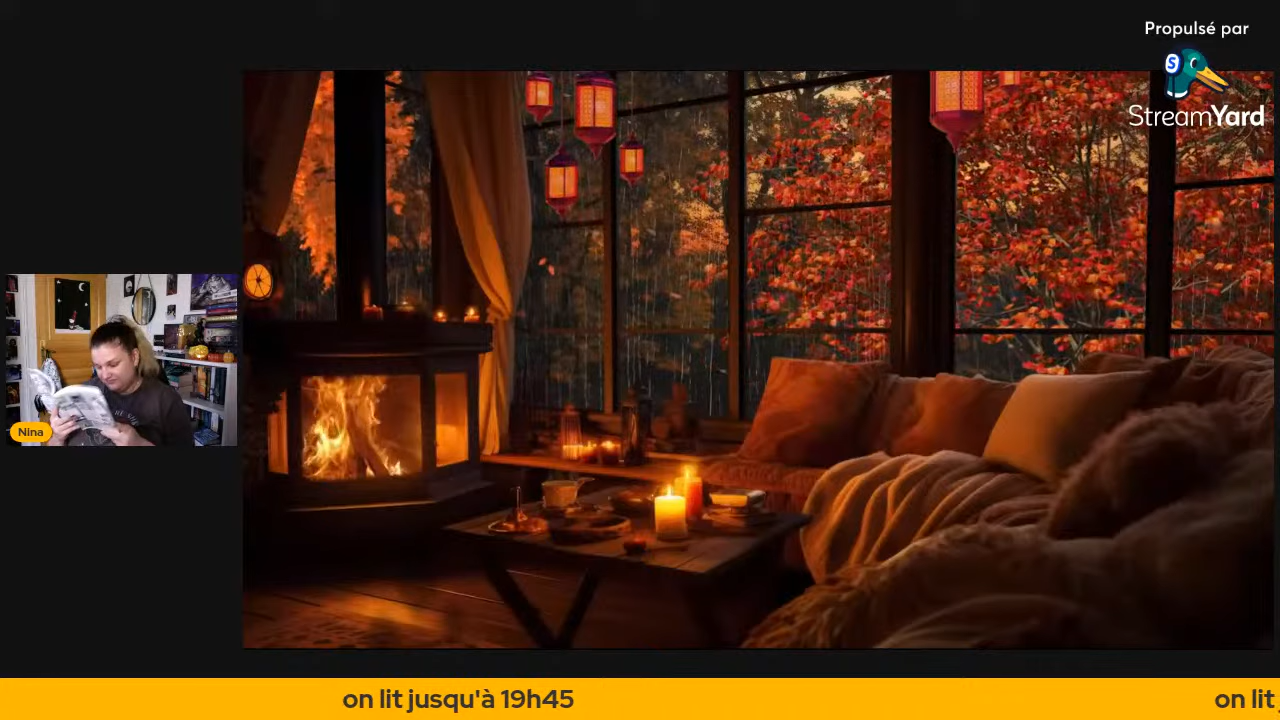 Propulsé par
S
StreamYard
Nina
on lit jusqu'à 19h45
on lit